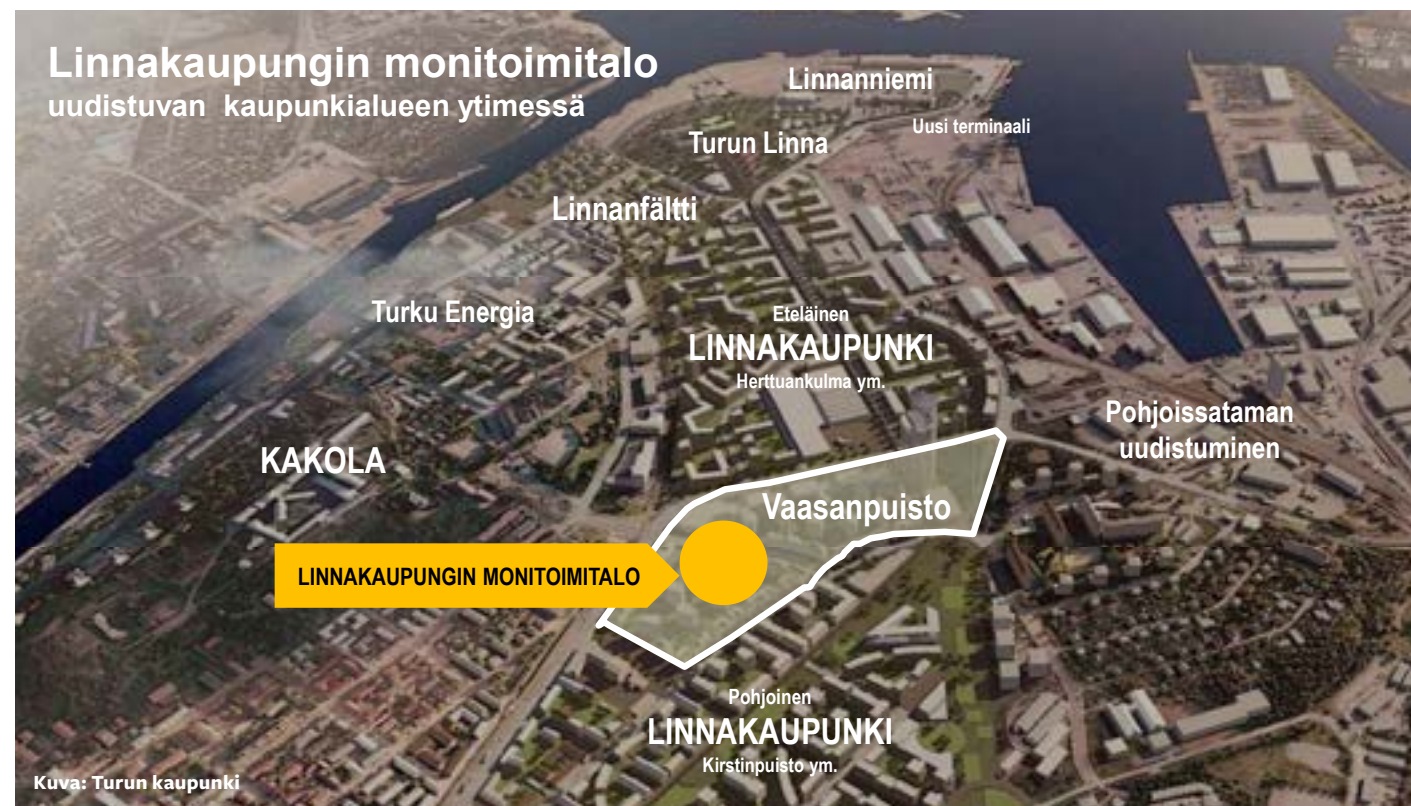 Linnakaupungin monitoimitalo
uudistuvan kaupunkialueen ytimessä
Linnanniemi
Uusi terminaali
Turun Linna
Linnanfältti
Turku Energia
Eteläinen
LINNAKAUPUNKI
Herttuankulma ym.
Pohjoissataman
uudistuminen
KAKOLA
Vaasanpuisto
LINNAKAUPUNGIN MONITOIMITALO
Pohjoinen
LINNAKAUPUNKI
Kirstinpuisto ym.
Kuva: Turun kaupunki